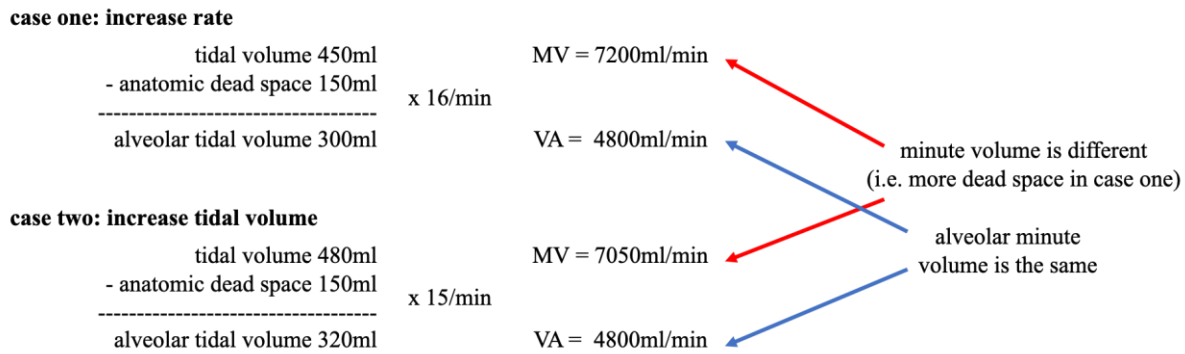 case one: increase rate
tidal volume 450ml
- anatomic dead space 150ml
-----------------------------------
alveolar tidal volume 300ml
x 16/min
MV = 7200ml/min
VA =  4800ml/min
minute volume is different
(i.e. more dead space in case one)
case two: increase tidal volume
tidal volume 480ml
- anatomic dead space 150ml
-----------------------------------
alveolar tidal volume 320ml
x 15/min
MV = 7050ml/min
VA =  4800ml/min
alveolar minute
volume is the same